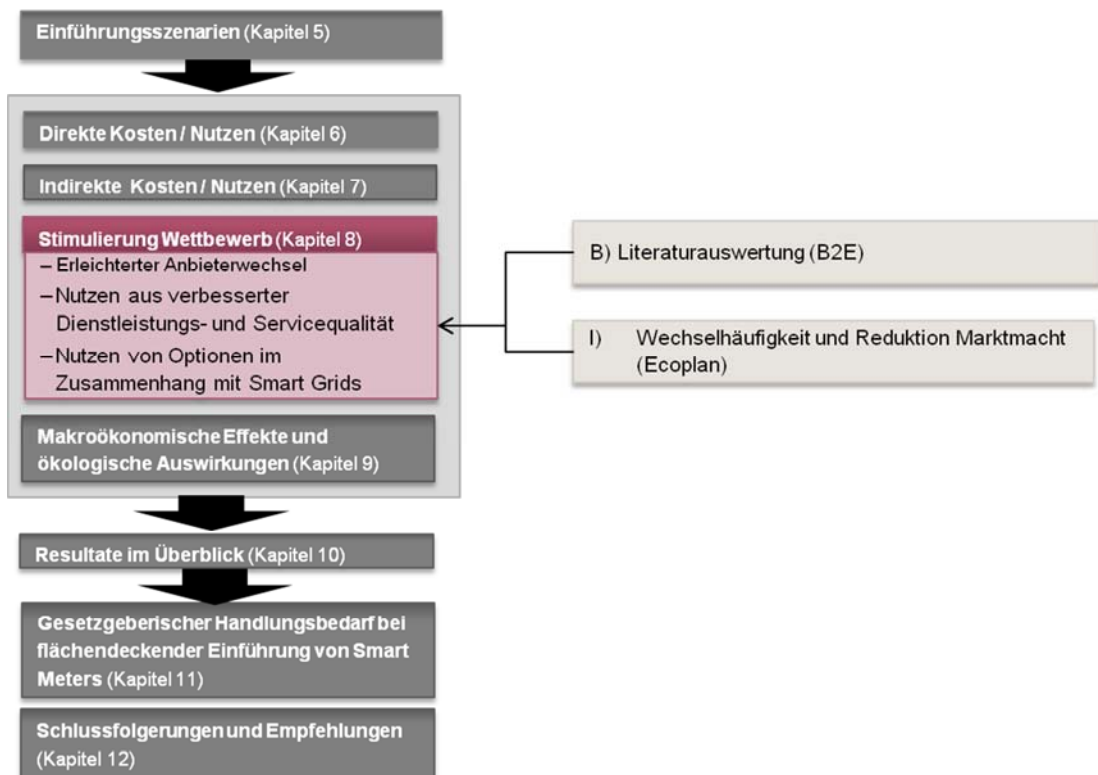 Einführungsszenarien (Kapitel 5)
Direkte Kosten / Nutzen (Kapitel 6)
Indirekte Kosten / Nutzen (Kapitel 7)
Stimulierung Wettbewerb (Kapitel 8)
– Erleichterter Anbieterwechsel
– Nutzen aus verbesserter
Dienstleistungs- und Servicequalität
– Nutzen von Optionen im
Zusammenhang mit Smart Grids
B) Literaturauswertung (B2E)
I) Wechselhäufigkeit und Reduktion Marktmacht
(Ecoplan)
Makroökonomische Effekte und
ökologische Auswirkungen (Kapitel 9)
Resultate im Überblick (Kapitel 10)
Gesetzgeberischer Handlungsbedarf bei
flächendeckender Einführung von Smart
Meters (Kapitel 11)
Schlussfolgerungen und Empfehlungen
(Kapitel 12)